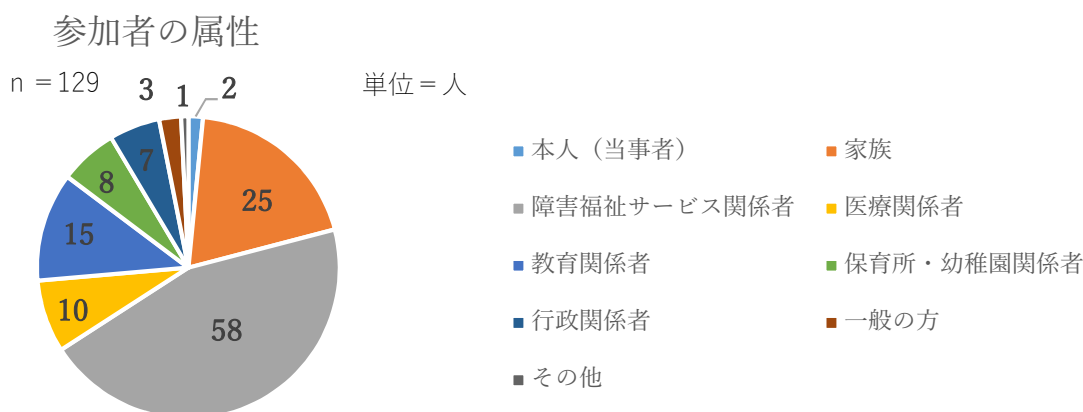 参加者の属性
n =129
単位=人
3
1
2
7
8
25
15
10
58
本人（当事者）
家族
障害福祉サービス関係者
医療関係者
教育関係者
保育所・幼稚園関係者
行政関係者
一般の方
その他